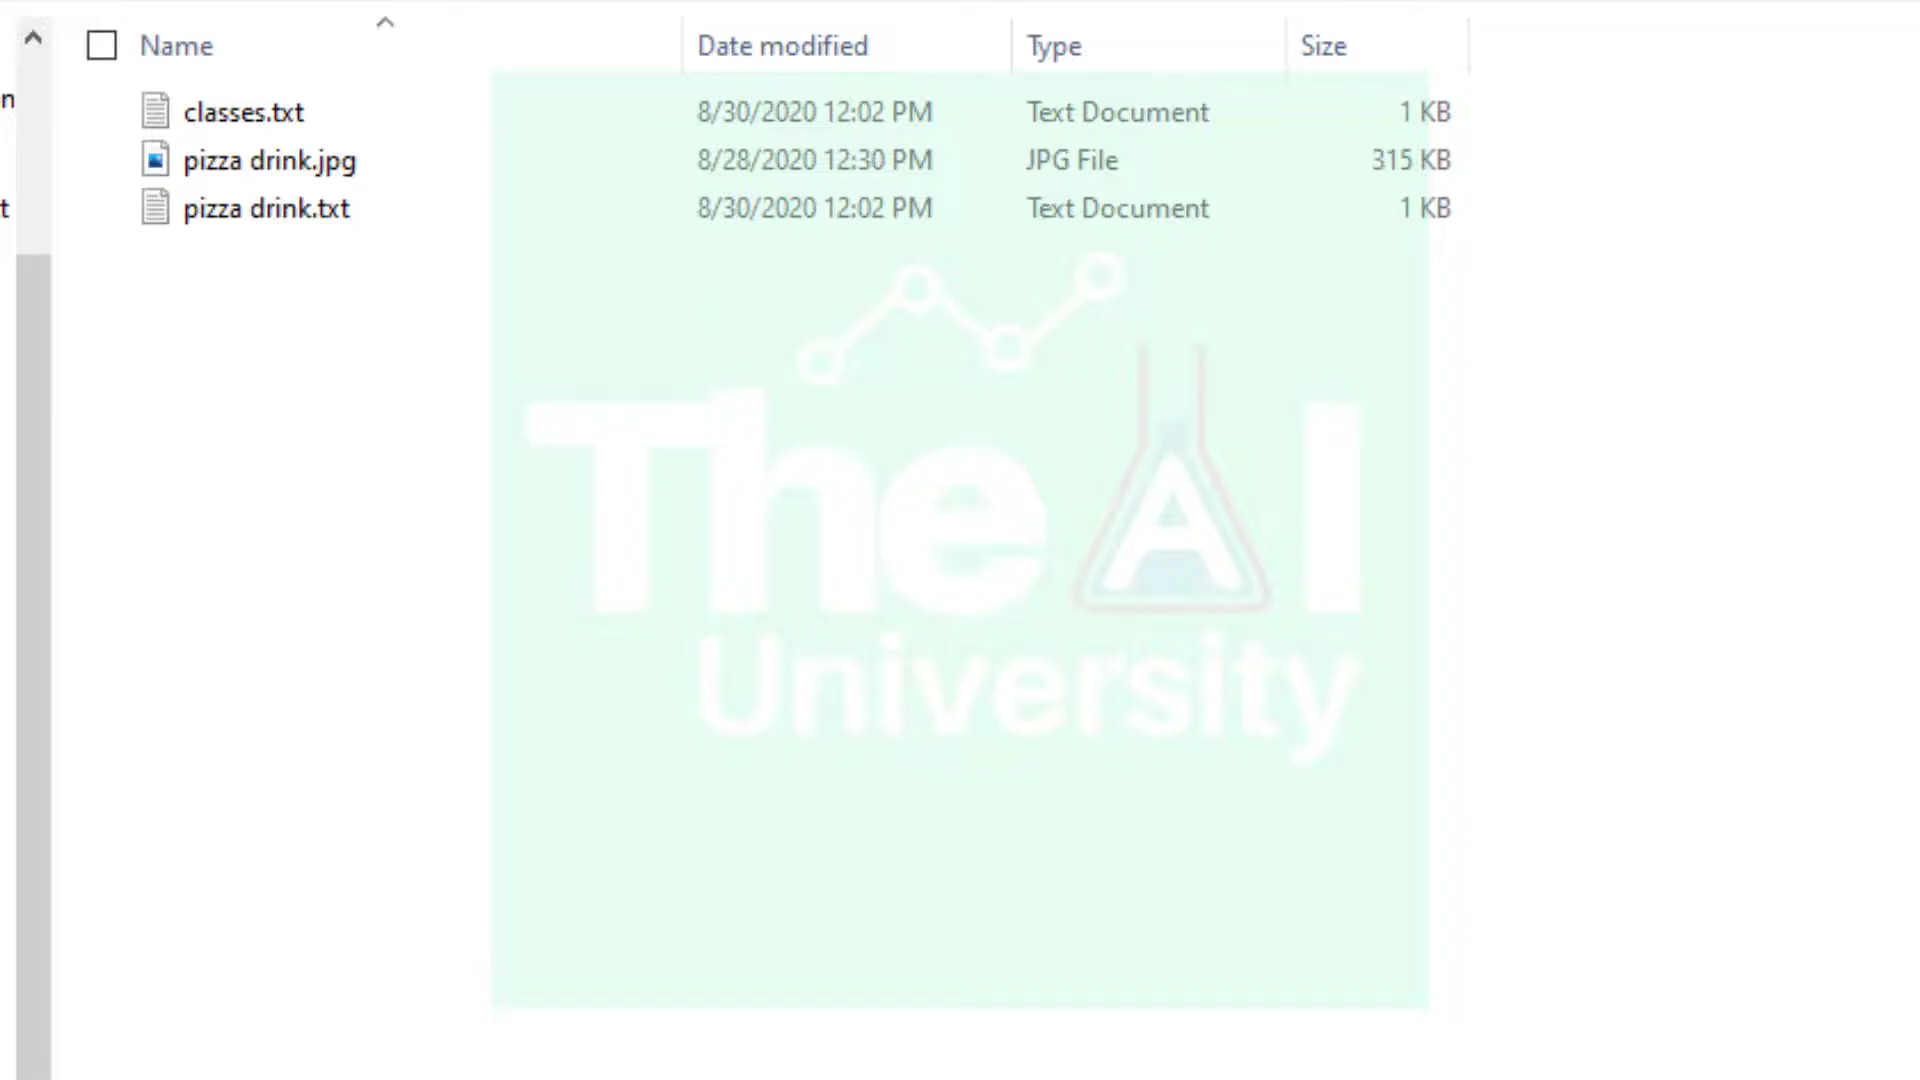 Name Date modified Type Size
n
classes.txt 8/30/2020 12:02 PM Text Document 1 KB
pizza drink.jpg 8/28/2020 12:30 PM JPG File 315 KB
t
pizza drink.txt 8/30/2020 12:02 PM Text Document 1 KB
The AI
University